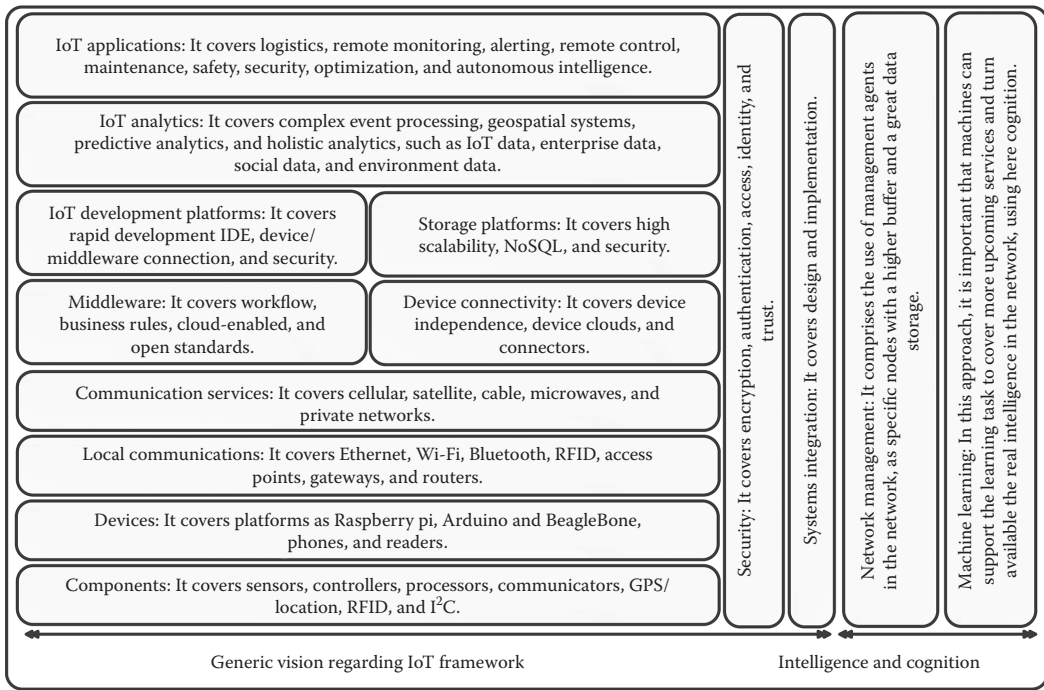 IoT applications: It covers logistics, remote monitoring, alerting, remote control,
maintenance, safety, security, optimization, and autonomous intelligence.
IoT analytics: It covers complex event processing, geospatial systems,
predictive analytics, and holistic analytics, such as IoT data, enterprise data,
social data, and environment data.
IoT development platforms: It covers
rapid development IDE, device/
middleware connection, and security.
Storage platforms: It covers high
scalability, NoSQL, and security.
Middleware: It covers workflow,
business rules, cloud-enabled, and
open standards.
Device connectivity: It covers device
independence, device clouds, and
connectors.
Communication services: It covers cellular, satellite, cable, microwaves, and
private networks.
Local communications: It covers Ethernet, Wi-Fi, Bluetooth, RFID, access
points, gateways, and routers.
Devices: It covers platforms as Raspberry pi, Arduino and BeagleBone,
phones, and readers.
Components: It covers sensors, controllers, processors, communicators, GPS/
location, RFID, and I²C.
Security: It covers encryption, authentication, access, identity, and
trust.
Systems integration: It covers design and implementation.
Network management: It comprises the use of management agents
in the network, as specific nodes with a higher buffer and a great data
storage.
Machine learning: In this approach, it is important that machines can
support the learning task to cover more upcoming services and turn
available the real intelligence in the network, using here cognition.
Generic vision regarding IoT framework
Intelligence and cognition